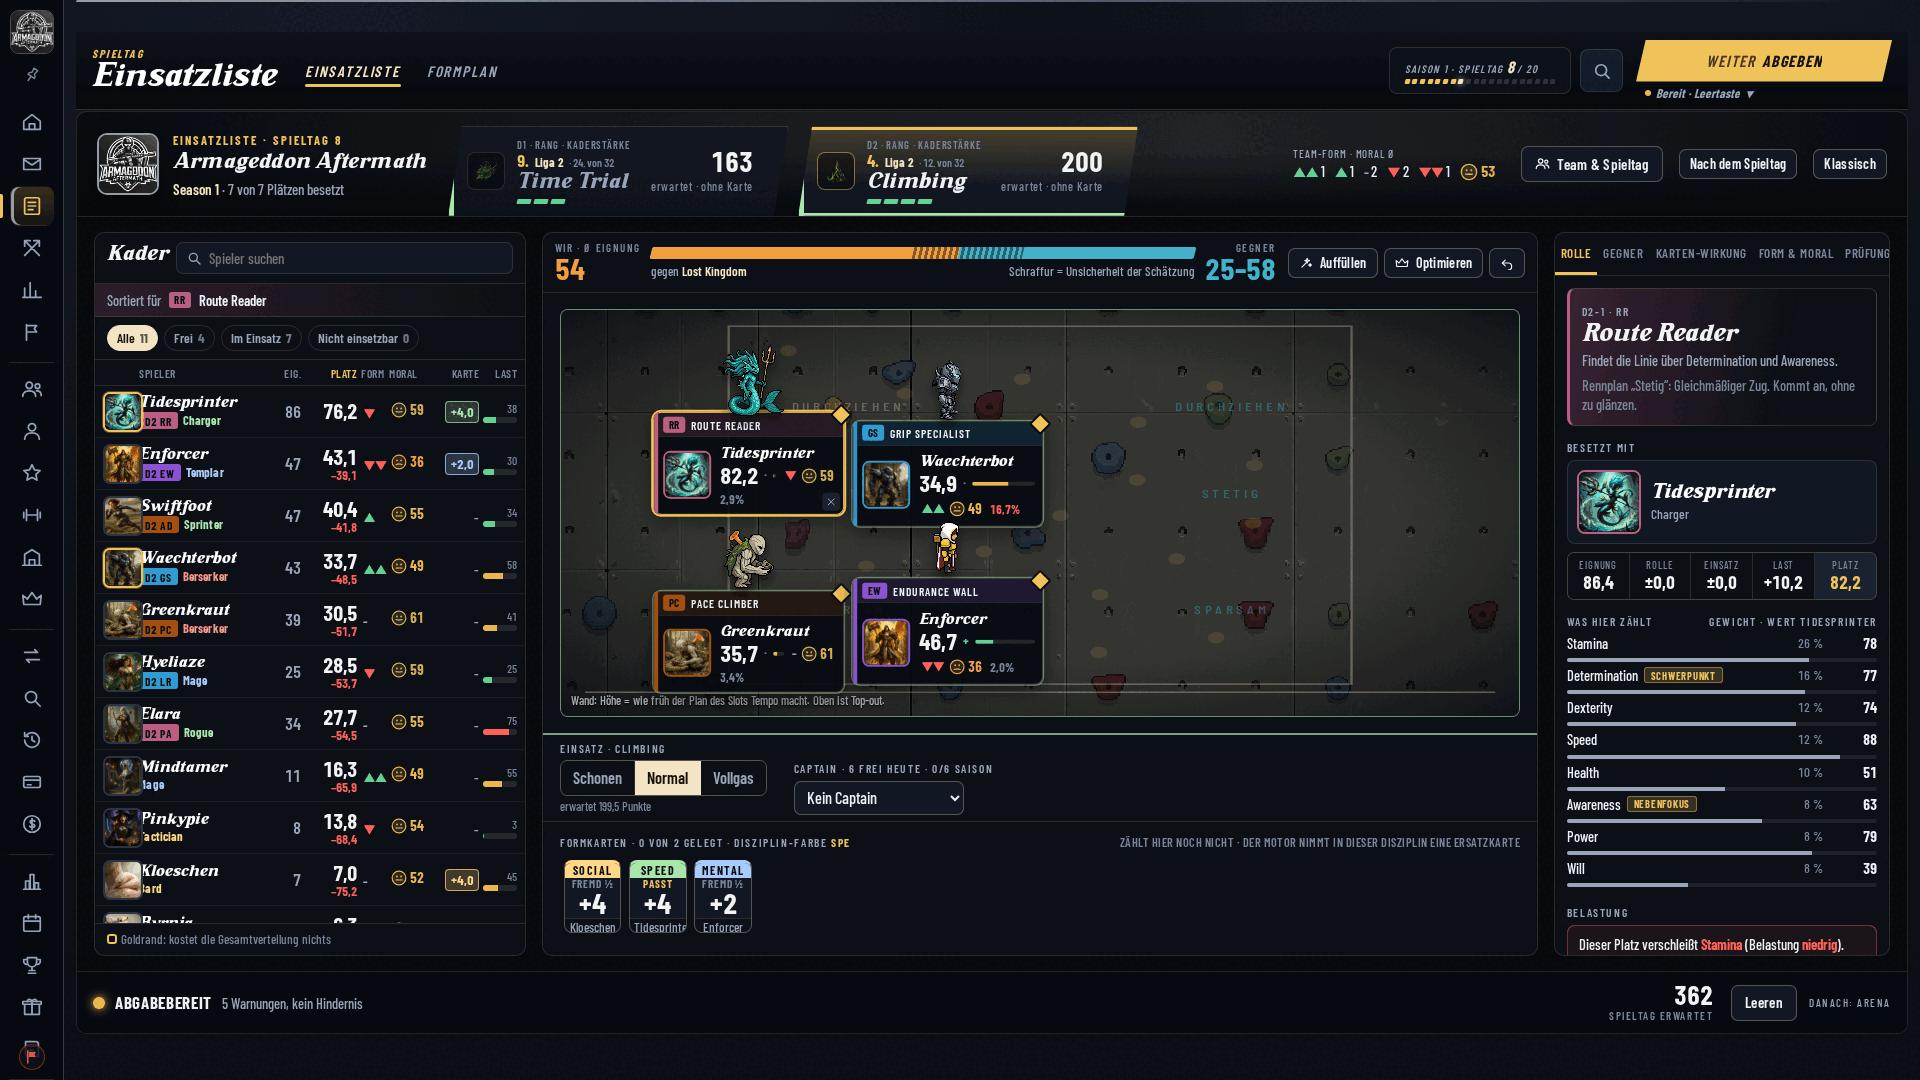 SPIELTAG
Einsatzliste
EINSATZLISTE
FORMPLAN
SAISON 1 · SPIELTAG 8 / 20
WEITER ABGEBEN
Bereit · Leertaste ▼
EINSATZLISTE · SPIELTAG 8
Armageddon Aftermath
Season 1 · 7 von 7 Plätzen besetzt
D1 · RANG · KADERSTÄRKE
9. Liga 2 · 24. von 32
Time Trial
163
erwartet · ohne Karte
D2 · RANG · KADERSTÄRKE
4. Liga 2 · 12. von 32
Climbing
200
erwartet · ohne Karte
TEAM-FORM · MORAL Ø
▲▲1 ▲1 -2 ▼2 ▼▼1 53
Team & Spieltag
Nach dem Spieltag
Klassisch
Kader
Spieler suchen
Sortiert für RR Route Reader
Alle 11
Frei 4
Im Einsatz 7
Nicht einsetzbar 0
SPIELER EIG. PLATZ FORM MORAL KARTE LAST
Tidesprinter
D2 RR Charger
86 76,2 ▼ 59 +4,0 38
Enforcer
D2 EW Templar
47 43,1 ▼▼ 36 +2,0 30
−39,1
Swiftfoot
D2 AD Sprinter
47 40,4 ▲ 55 - 34
−41,8
Waechterbot
D2 GS Berserker
43 33,7 ▲▲ 49 - 58
−48,5
Greenkraut
D2 PC Berserker
39 30,5 - 61 - 41
−51,7
Hyeliaze
D2 LR Mage
25 28,5 ▼ 59 - 25
−53,7
Elara
D2 PA Rogue
34 27,7 - 55 - 75
−54,5
Mindtamer
Mage
11 16,3 ▲▲ 49 - 55
−65,9
Pinkypie
Tactician
8 13,8 ▼ 54 - 3
−68,4
Kloeschen
Bard
7 7,0 - 52 +4,0 45
−75,2
Goldrand: kostet die Gesamtverteilung nichts
WIR · Ø EIGNUNG
54
gegen Lost Kingdom
Schraffur = Unsicherheit der Schätzung
GEGNER
25–58
Auffüllen
Optimieren
DURCHZIEHEN
DURCHZIEHEN
STETIG
SPARSAM
RR ROUTE READER
Tidesprinter
82,2 ▼ 59
2,9%
GS GRIP SPECIALIST
Waechterbot
34,9
▲▲ 49 16,7%
PC PACE CLIMBER
Greenkraut
35,7 - 61
3,4%
EW ENDURANCE WALL
Enforcer
46,7 +
▼▼ 36 2,0%
Wand: Höhe = wie früh der Plan des Slots Tempo macht. Oben ist Top-out.
EINSATZ · CLIMBING
Schonen
Normal
Vollgas
erwartet 199,5 Punkte
CAPTAIN · 6 FREI HEUTE · 0/6 SAISON
Kein Captain
FORMKARTEN · 0 VON 2 GELEGT · DISZIPLIN-FARBE SPE
ZÄHLT HIER NOCH NICHT · DER MOTOR NIMMT IN DIESER DISZIPLIN EINE ERSATZKARTE
SOCIAL
FREMD ½
+4
Kloeschen
SPEED
PASST
+4
Tidesprinte
MENTAL
FREMD ½
+2
Enforcer
ROLLE
GEGNER
KARTEN-WIRKUNG
FORM & MORAL
PRÜFUNG
D2-1 · RR
Route Reader
Findet die Linie über Determination und Awareness.
Rennplan „Stetig“: Gleichmäßiger Zug. Kommt an, ohne
zu glänzen.
BESETZT MIT
Tidesprinter
Charger
EIGNUNG ROLLE EINSATZ LAST PLATZ
86,4 ±0,0 ±0,0 +10,2 82,2
WAS HIER ZÄHLT GEWICHT · WERT TIDESPRINTER
Stamina 26 % 78
Determination SCHWERPUNKT 16 % 77
Dexterity 12 % 74
Speed 12 % 88
Health 10 % 51
Awareness NEBENFOKUS 8 % 63
Power 8 % 79
Will 8 % 39
BELASTUNG
Dieser Platz verschleißt Stamina (Belastung niedrig).
ABGABEBEREIT 5 Warnungen, kein Hindernis
362
SPIELTAG ERWARTET
Leeren
DANACH: ARENA